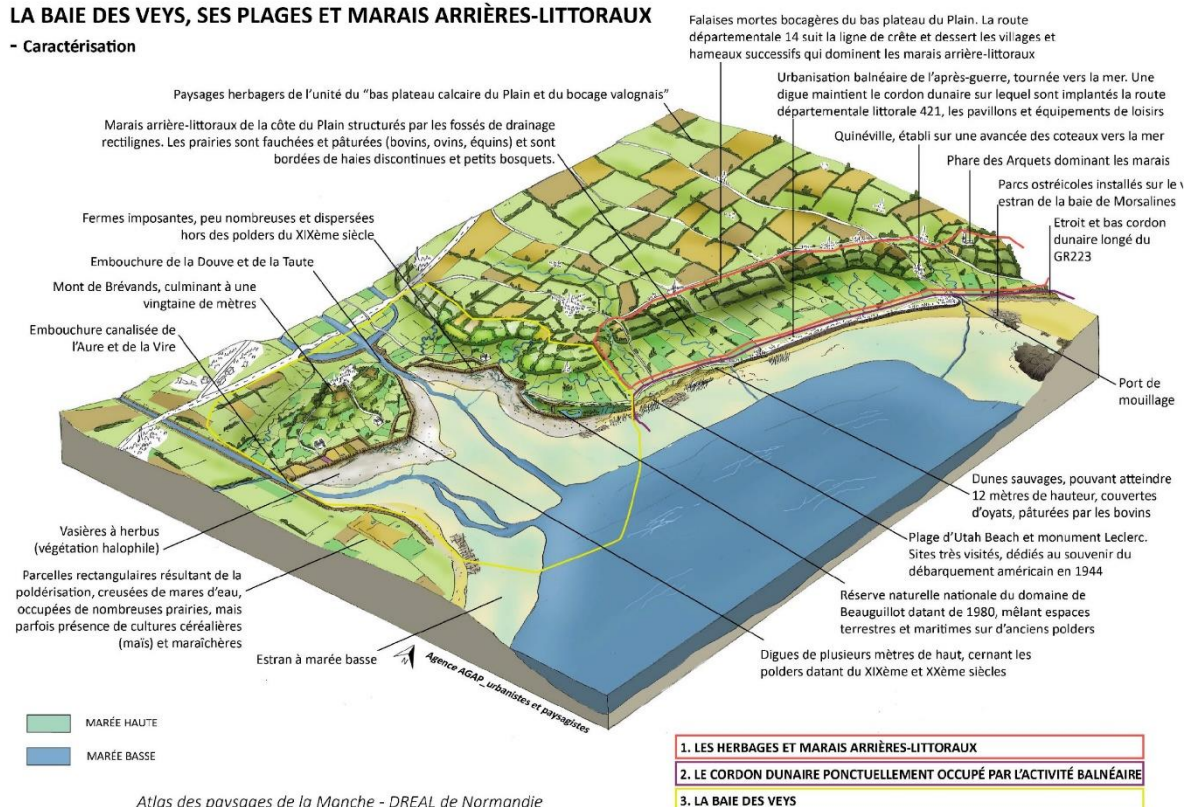 LA BAIE DES VEYS, SES PLAGES ET MARAIS ARRIÈRES-LITTORAUX
- Caractérisation
Falaises mortes bocagères du bas plateau du Plain. La route
départementale 14 suit la ligne de crête et dessert les villages et
hameaux successifs qui dominent les marais arrière-littoraux
Urbanisation balnéaire de l'après-guerre, tournée vers la mer. Une
digue maintient le cordon dunaire sur lequel sont implantés la route
départementale littorale 421, les pavillons et équipements de loisirs
Quinéville, établi sur une avancée des coteaux vers la mer
Phare des Arquets dominant les marais
Parcs ostréicoles installés sur le
estran de la baie de Morsalines
Etroit et bas cordon
dunaire longé du
GR223
Paysages herbagers de l'unité du "bas plateau calcaire du Plain et du bocage valognais"
Marais arrière-littoraux de la côte du Plain structurés par les fossés de drainage
rectilignes. Les prairies sont fauchées et pâturées (bovins, ovins, équins) et sont
bordées de haies discontinues et petits bosquets.
Fermes imposantes, peu nombreuses et dispersées
hors des polders du XIXème siècle
Embouchure de la Douve et de la Taute
Mont de Brévands, culminant à une
vingtaine de mètres
Embouchure canalisée de
l'Aure et de la Vire
Port de
mouillage
Dunes sauvages, pouvant atteindre
12 mètres de hauteur, couvertes
d'oyats, pâturées par les bovins
Plage d'Utah Beach et monument Leclerc.
Sites très visités, dédiés au souvenir du
débarquement américain en 1944
Réserve naturelle nationale du domaine de
Beauguillot datant de 1980, mêlant espaces
terrestres et maritimes sur d'anciens polders
Digues de plusieurs mètres de haut, cernant les
polders datant du XIXème et XXème siècles
Vasières à herbus
(végétation halophile)
Parcelles rectangulaires résultant de la
poldérisation, creusées de mares d'eau,
occupées de nombreuses prairies, mais
parfois présence de cultures céréalières
(maïs) et maraîchères
Estran à marée basse
N
Agence AGAP_urbanistes et paysagistes
MARÉE HAUTE
MARÉE BASSE
1. LES HERBAGES ET MARAIS ARRIÈRES-LITTORAUX
2. LE CORDON DUNAIRE PONCTUELLEMENT OCCUPÉ PAR L'ACTIVITÉ BALNÉAIRE
3. LA BAIE DES VEYS
Atlas des paysages de la Manche - DREAL de Normandie